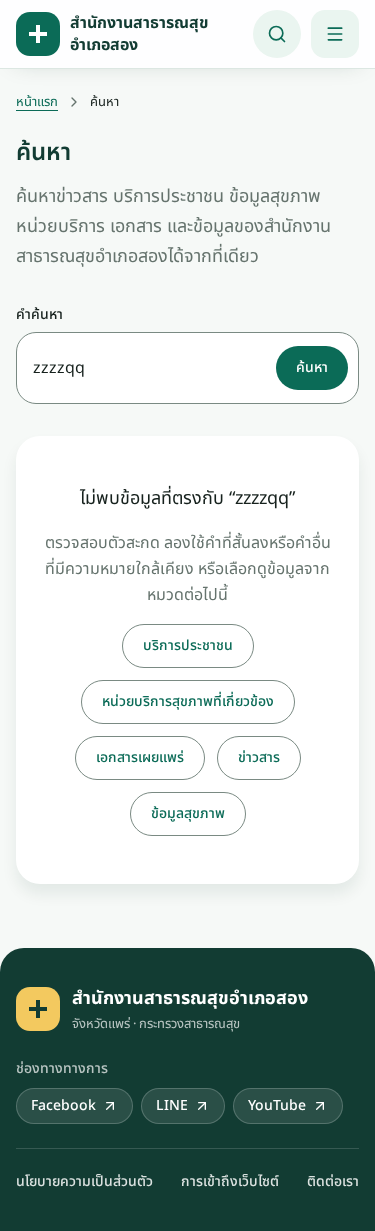 สำนักงานสาธารณสุข
อำเภอสอง
หน้าแรก
ค้นหา
ค้นหา
ค้นหาข่าวสาร บริการประชาชน ข้อมูลสุขภาพ
หน่วยบริการ เอกสาร และข้อมูลของสำนักงาน
สาธารณสุขอำเภอสองได้จากที่เดียว
คำค้นหา
zzzzqq
ค้นหา
ไม่พบข้อมูลที่ตรงกับ “zzzzqq”
ตรวจสอบตัวสะกด ลองใช้คำที่สั้นลงหรือคำอื่น
ที่มีความหมายใกล้เคียง หรือเลือกดูข้อมูลจาก
หมวดต่อไปนี้
บริการประชาชน
หน่วยบริการสุขภาพที่เกี่ยวข้อง
เอกสารเผยแพร่
ข่าวสาร
ข้อมูลสุขภาพ
สำนักงานสาธารณสุขอำเภอสอง
จังหวัดแพร่ · กระทรวงสาธารณสุข
ช่องทางทางการ
Facebook
LINE
YouTube
นโยบายความเป็นส่วนตัว
การเข้าถึงเว็บไซต์
ติดต่อเรา